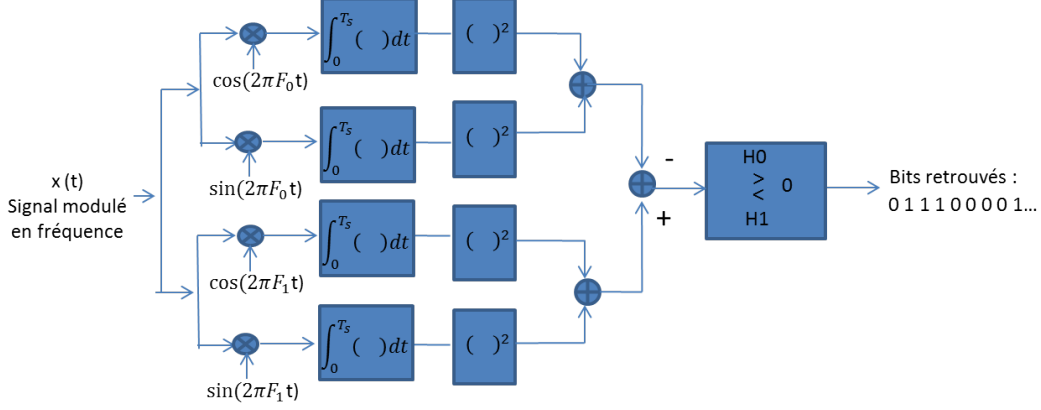 ∫₀^Tₛ ( )dt
( )²
cos(2πF₀t)
∫₀^Tₛ ( )dt
( )²
sin(2πF₀t)
x (t)
Signal modulé
en fréquence
-
+
H0
>
<
0
H1
Bits retrouvés :
0 1 1 1 0 0 0 0 1...
∫₀^Tₛ ( )dt
( )²
cos(2πF₁t)
∫₀^Tₛ ( )dt
( )²
sin(2πF₁t)